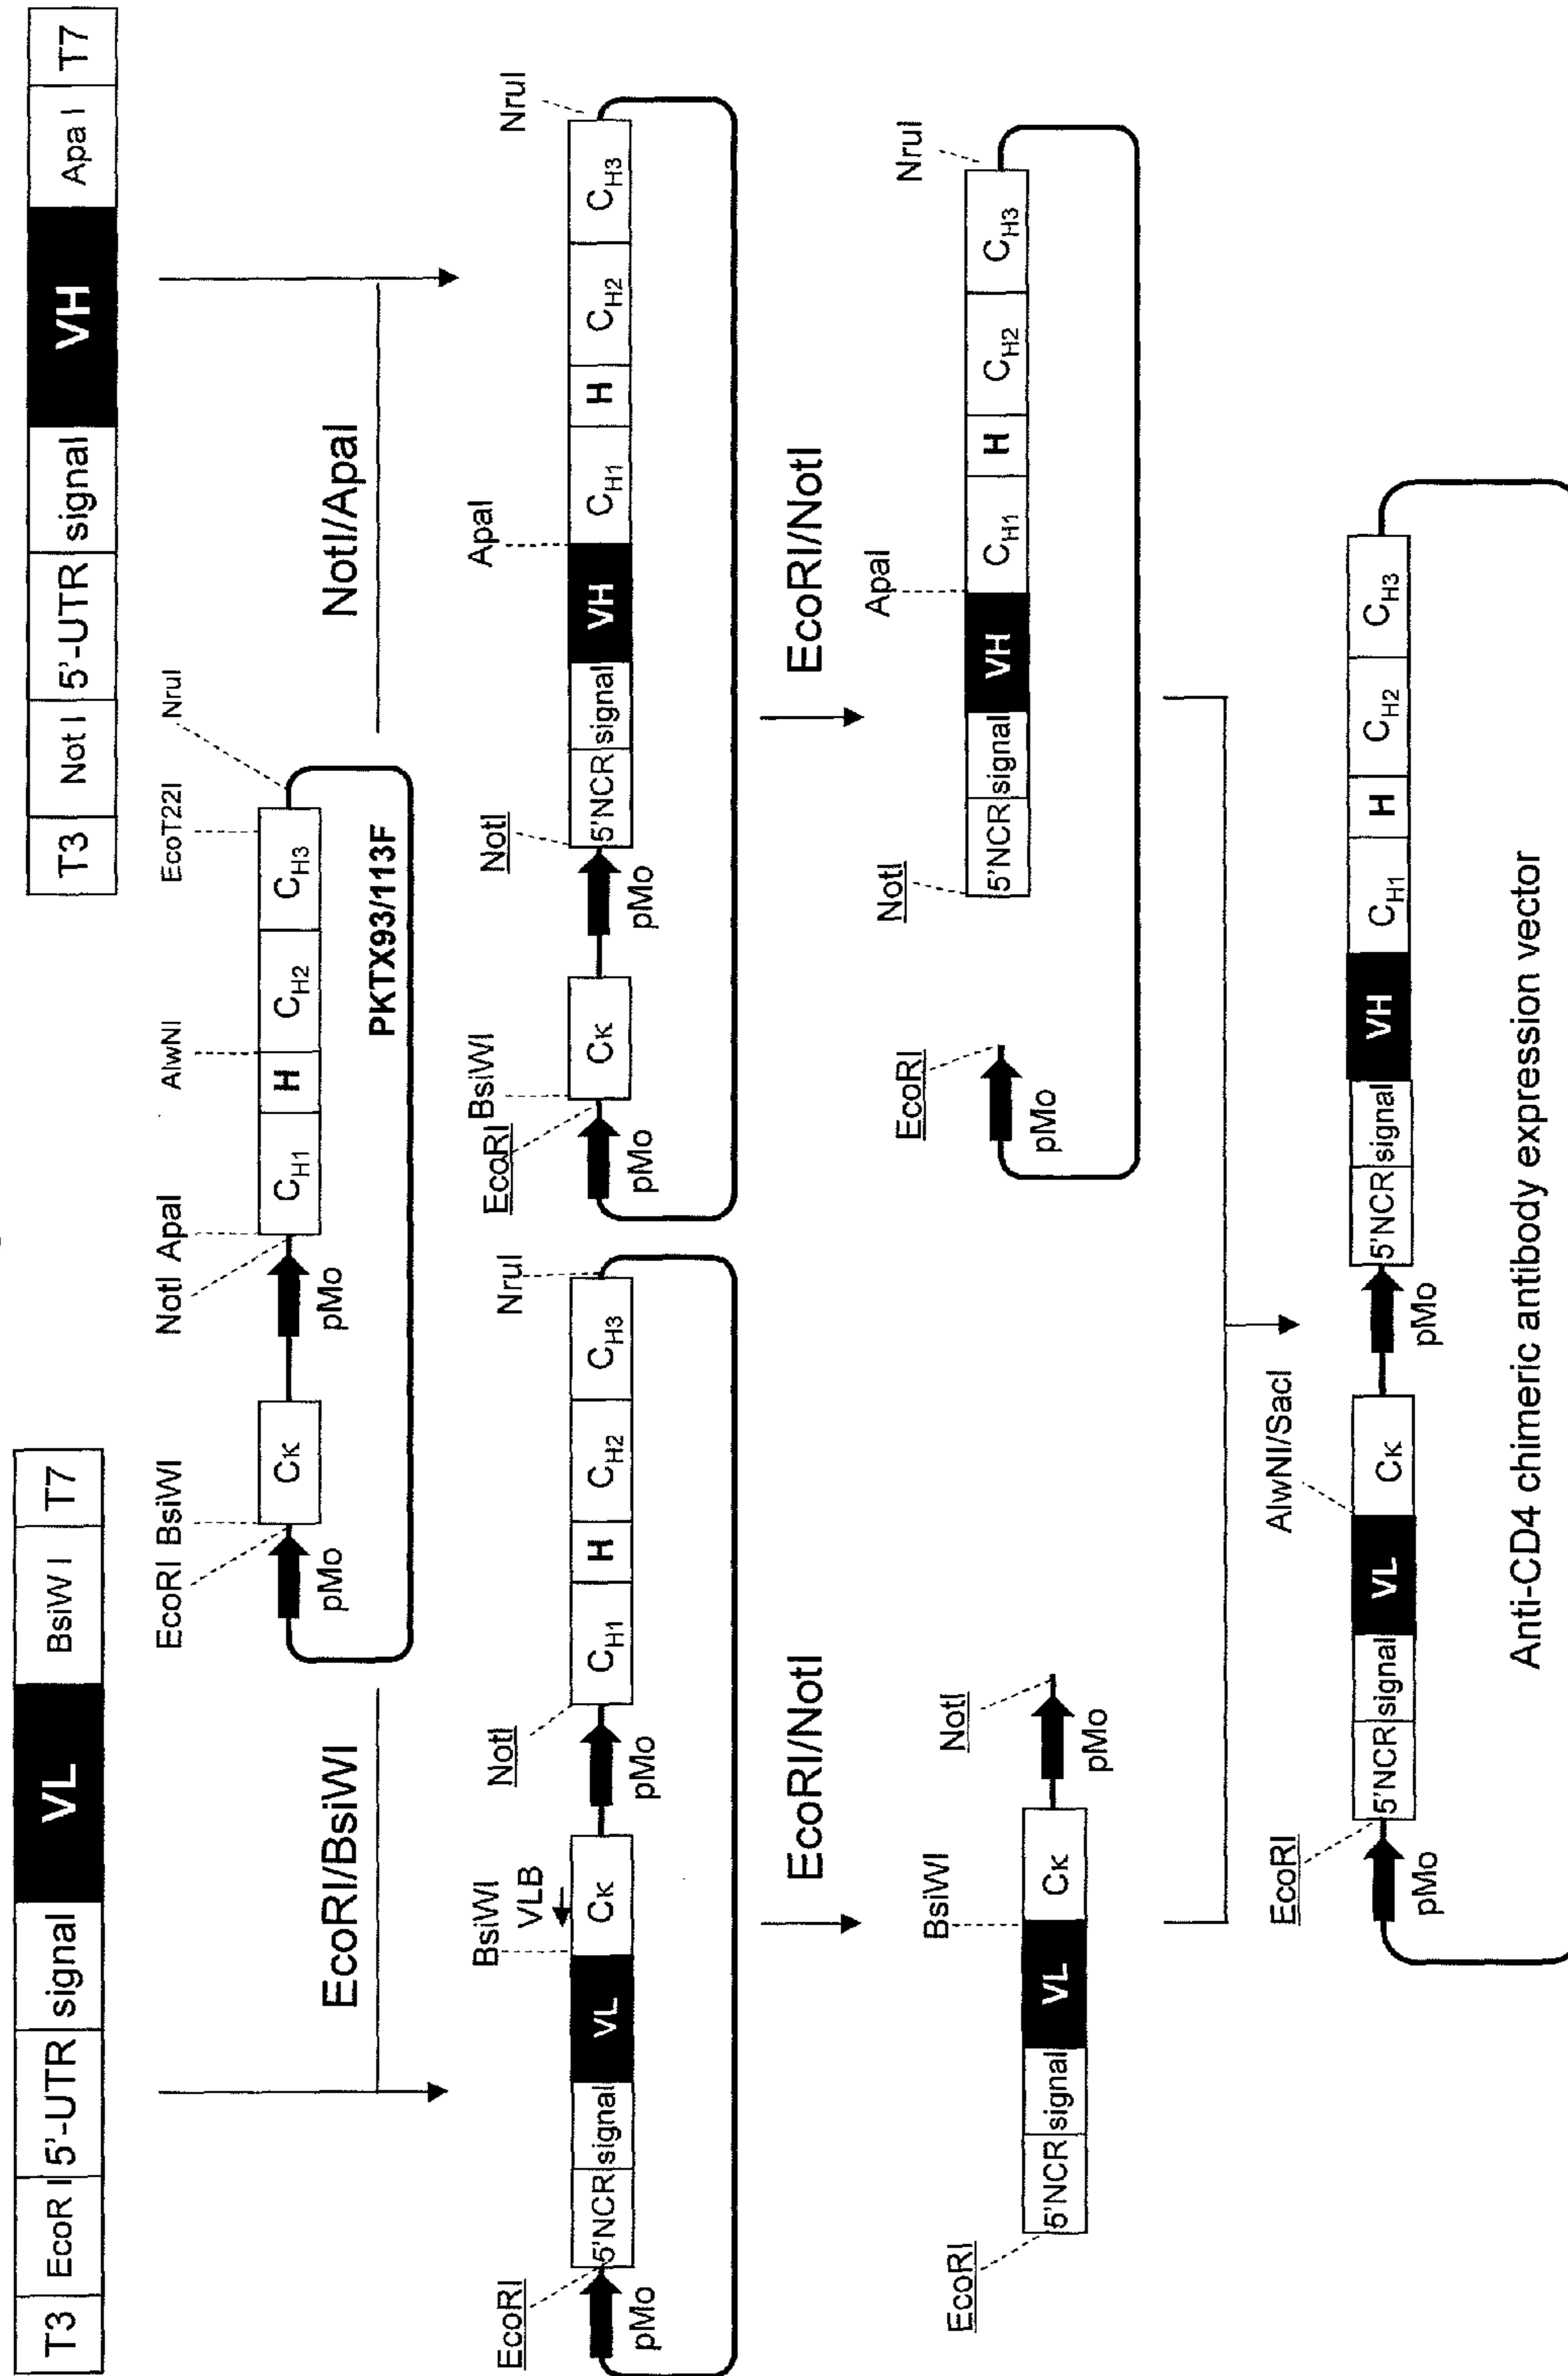 T3 EcoR I 5'-UTR signal VL BsiW I T7
T3 Not I 5'-UTR signal VH Apa I T7
EcoRI BsiWI NotI ApaI AlwNI EcoT22I NruI
pMo Cκ pMo CH1 H CH2 CH3
PKTX93/113F
EcoRI/BsiWI
NotI/ApaI
EcoRI BsiWI NotI NruI
VLB
pMo 5'NCR signal VL Cκ pMo CH1 H CH2 CH3
EcoRI BsiWI NotI ApaI NruI
pMo Cκ pMo 5'NCR signal VH CH1 H CH2 CH3
EcoRI/NotI
EcoRI/NotI
EcoRI BsiWI NotI
5'NCR signal VL Cκ pMo
EcoRI NotI ApaI NruI
pMo 5'NCR signal VH CH1 H CH2 CH3
EcoRI AlwNI/SacI
pMo 5'NCR signal VL Cκ pMo 5'NCR signal VH CH1 H CH2 CH3
Anti-CD4 chimeric antibody expression vector